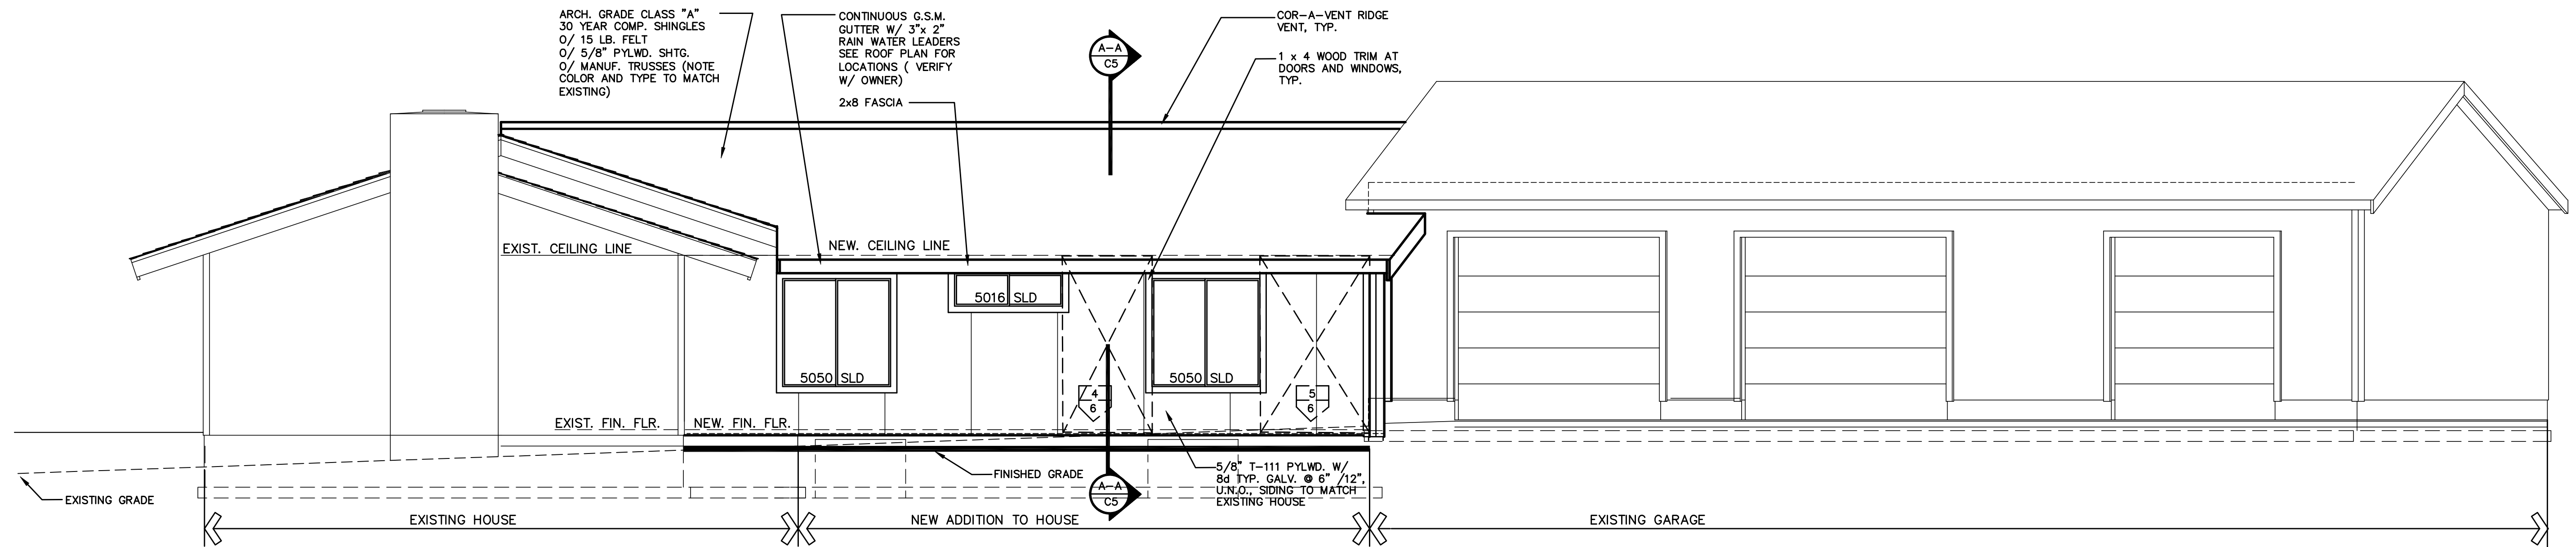 ARCH. GRADE CLASS "A"
30 YEAR COMP. SHINGLES
O/ 15 LB. FELT
O/ 5/8" PYLWD. SHTG.
O/ MANUF. TRUSSES (NOTE
COLOR AND TYPE TO MATCH
EXISTING)
CONTINUOUS G.S.M.
GUTTER W/ 3"x 2"
RAIN WATER LEADERS
SEE ROOF PLAN FOR
LOCATIONS ( VERIFY
W/ OWNER)
2x8 FASCIA
A-A
C5
COR-A-VENT RIDGE
VENT, TYP.
1 x 4 WOOD TRIM AT
DOORS AND WINDOWS,
TYP.
EXIST. CEILING LINE
NEW. CEILING LINE
5016 SLD
5050 SLD
5050 SLD
4
6
5
6
EXIST. FIN. FLR.
NEW. FIN. FLR.
EXISTING GRADE
FINISHED GRADE
A-A
C5
5/8" T-111 PYLWD. W/
8d TYP. GALV. @ 6" /12",
U.N.O., SIDING TO MATCH
EXISTING HOUSE
EXISTING HOUSE
NEW ADDITION TO HOUSE
EXISTING GARAGE